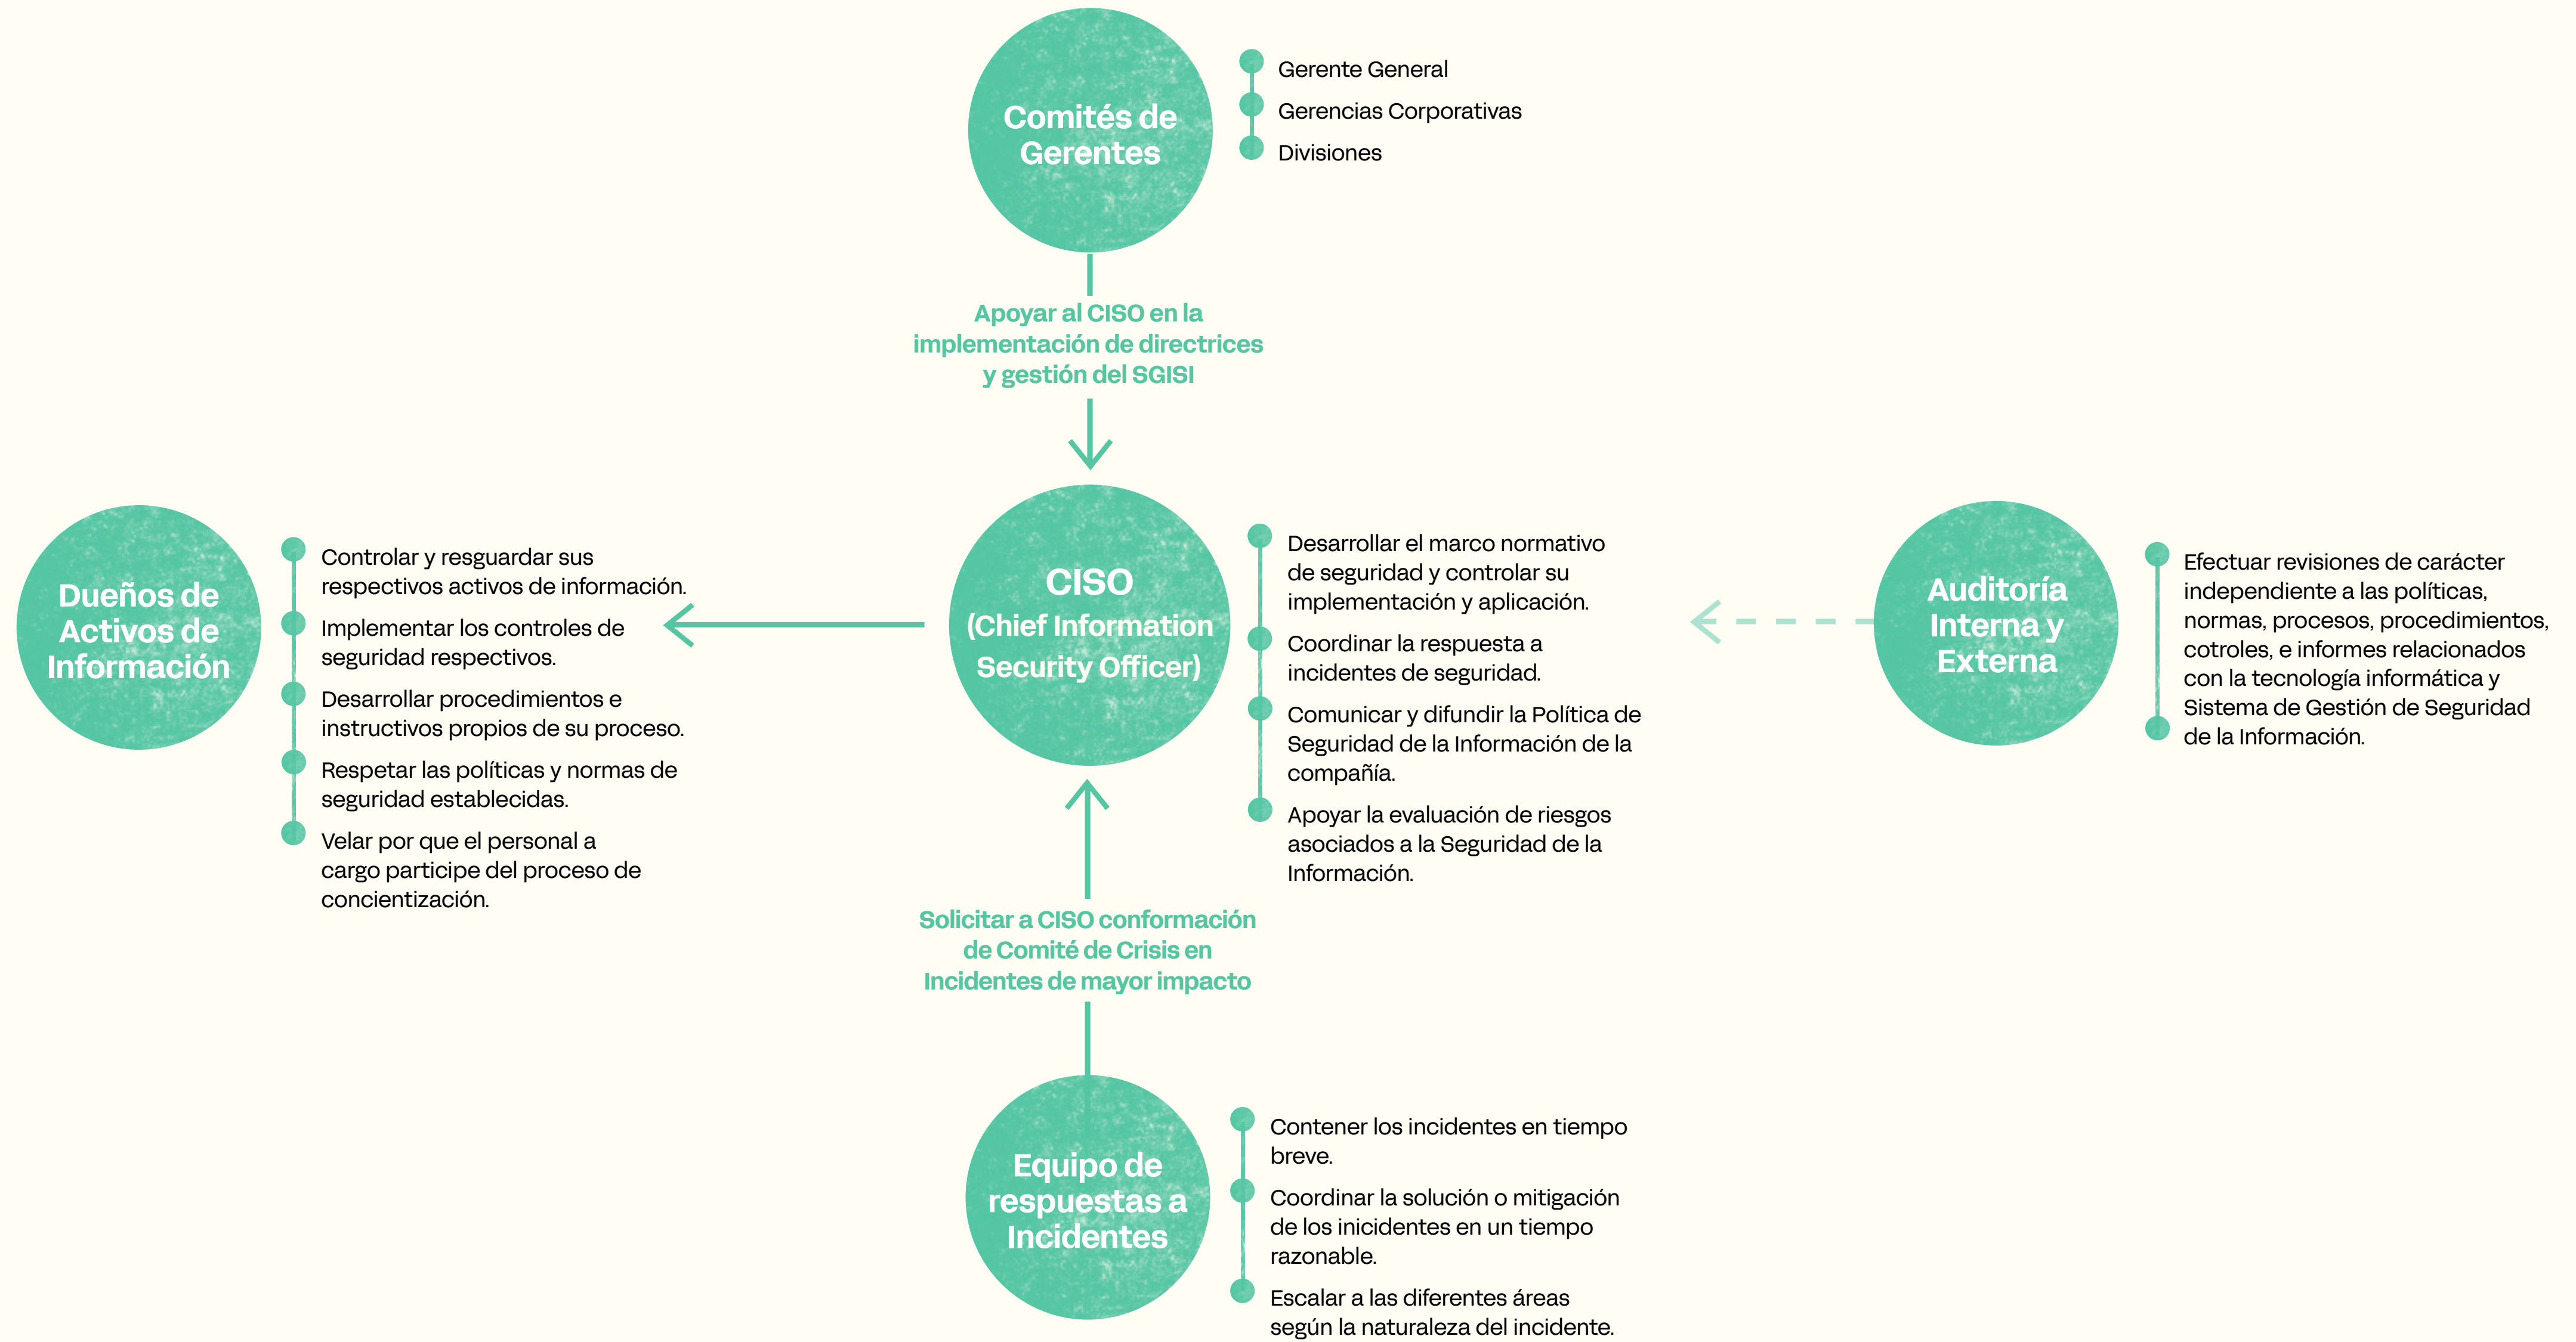 Comités de
Gerentes
Gerente General
Gerencias Corporativas
Divisiones
Apoyar al CISO en la
implementación de directrices
y gestión del SGISI
Dueños de
Activos de
Información
Controlar y resguardar sus
respectivos activos de información.
Implementar los controles de
seguridad respectivos.
Desarrollar procedimientos e
instructivos propios de su proceso.
Respetar las políticas y normas de
seguridad establecidas.
Velar por que el personal a
cargo participe del proceso de
concientización.
CISO
(Chief Information
Security Officer)
Desarrollar el marco normativo
de seguridad y controlar su
implementación y aplicación.
Coordinar la respuesta a
incidentes de seguridad.
Comunicar y difundir la Política de
Seguridad de la Información de la
compañía.
Apoyar la evaluación de riesgos
asociados a la Seguridad de la
Información.
Auditoría
Interna y
Externa
Efectuar revisiones de carácter
independiente a las políticas,
normas, procesos, procedimientos,
cotroles, e informes relacionados
con la tecnología informática y
Sistema de Gestión de Seguridad
de la Información.
Solicitar a CISO conformación
de Comité de Crisis en
Incidentes de mayor impacto
Equipo de
respuestas a
Incidentes
Contener los incidentes en tiempo
breve.
Coordinar la solución o mitigación
de los inicidentes en un tiempo
razonable.
Escalar a las diferentes áreas
según la naturaleza del incidente.